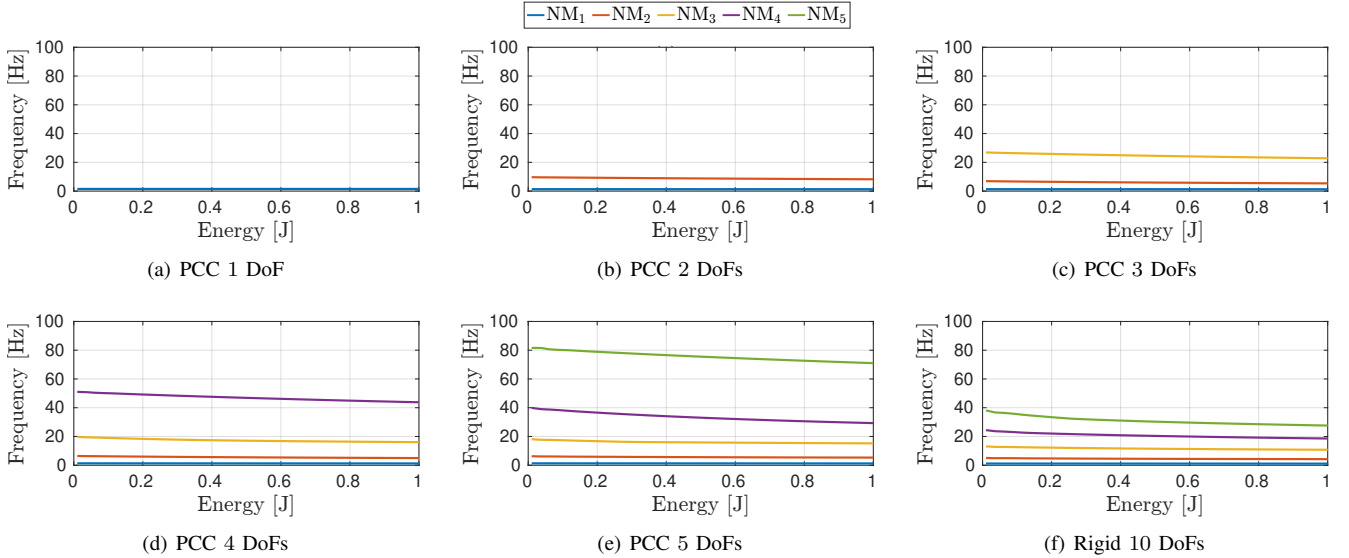 NM₁ NM₂ NM₃ NM₄ NM₅
100
80
60
40
20
0
Frequency [Hz]
0 0.2 0.4 0.6 0.8 1
Energy [J]
(a) PCC 1 DoF
100
80
60
40
20
0
Frequency [Hz]
0 0.2 0.4 0.6 0.8 1
Energy [J]
(b) PCC 2 DoFs
100
80
60
40
20
0
Frequency [Hz]
0 0.2 0.4 0.6 0.8 1
Energy [J]
(c) PCC 3 DoFs
100
80
60
40
20
0
Frequency [Hz]
0 0.2 0.4 0.6 0.8 1
Energy [J]
(d) PCC 4 DoFs
100
80
60
40
20
0
Frequency [Hz]
0 0.2 0.4 0.6 0.8 1
Energy [J]
(e) PCC 5 DoFs
100
80
60
40
20
0
Frequency [Hz]
0 0.2 0.4 0.6 0.8 1
Energy [J]
(f) Rigid 10 DoFs